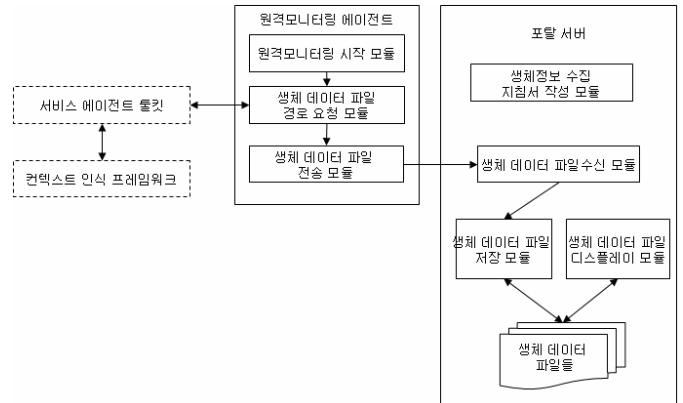 원격모니터링 에이전트
원격모니터링 시작 모듈
생체 데이터 파일
경로 요청 모듈
생체 데이터 파일
전송 모듈
서비스 에이전트 툴킷
컨텍스트 인식 프레임워크
포탈 서버
생체정보 수집
지침서 작성 모듈
생체 데이터 파일수신 모듈
생체 데이터 파일
저장 모듈
생체 데이터 파일
디스플레이 모듈
생체 데이터
파일들